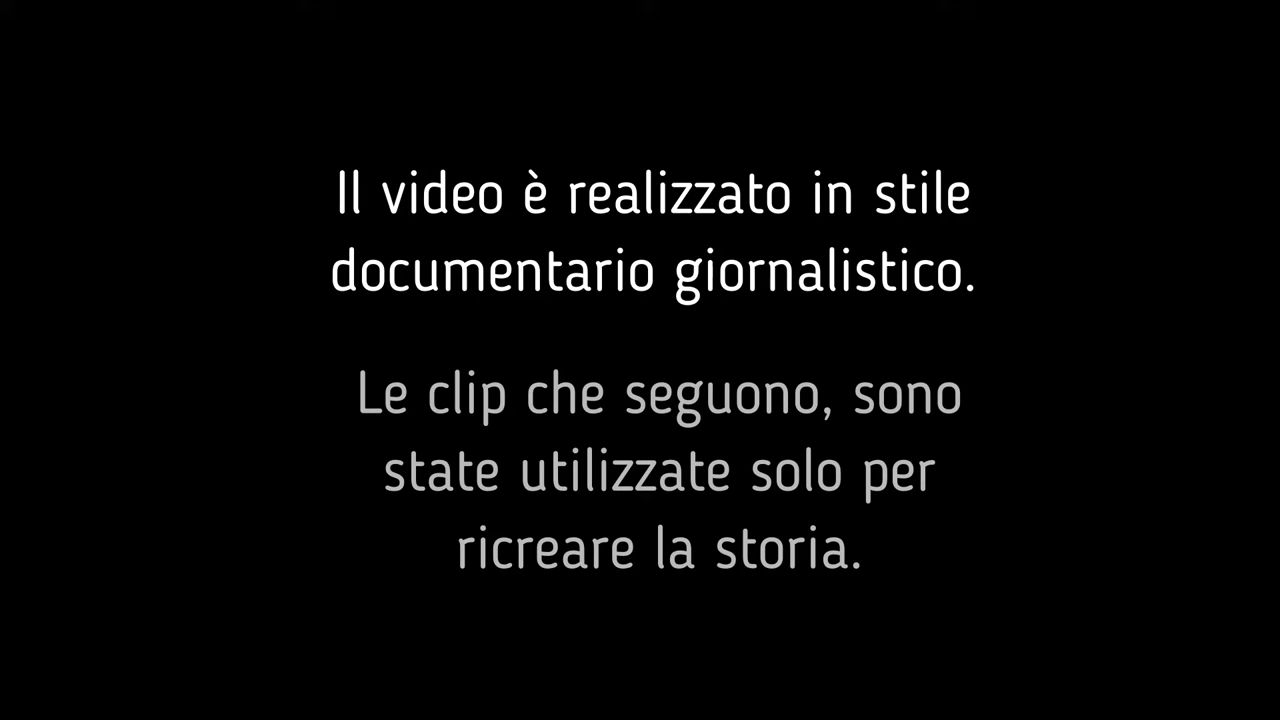 Il video è realizzato in stile
documentario giornalistico.
Le clip che seguono, sono
state utilizzate solo per
ricreare la storia.